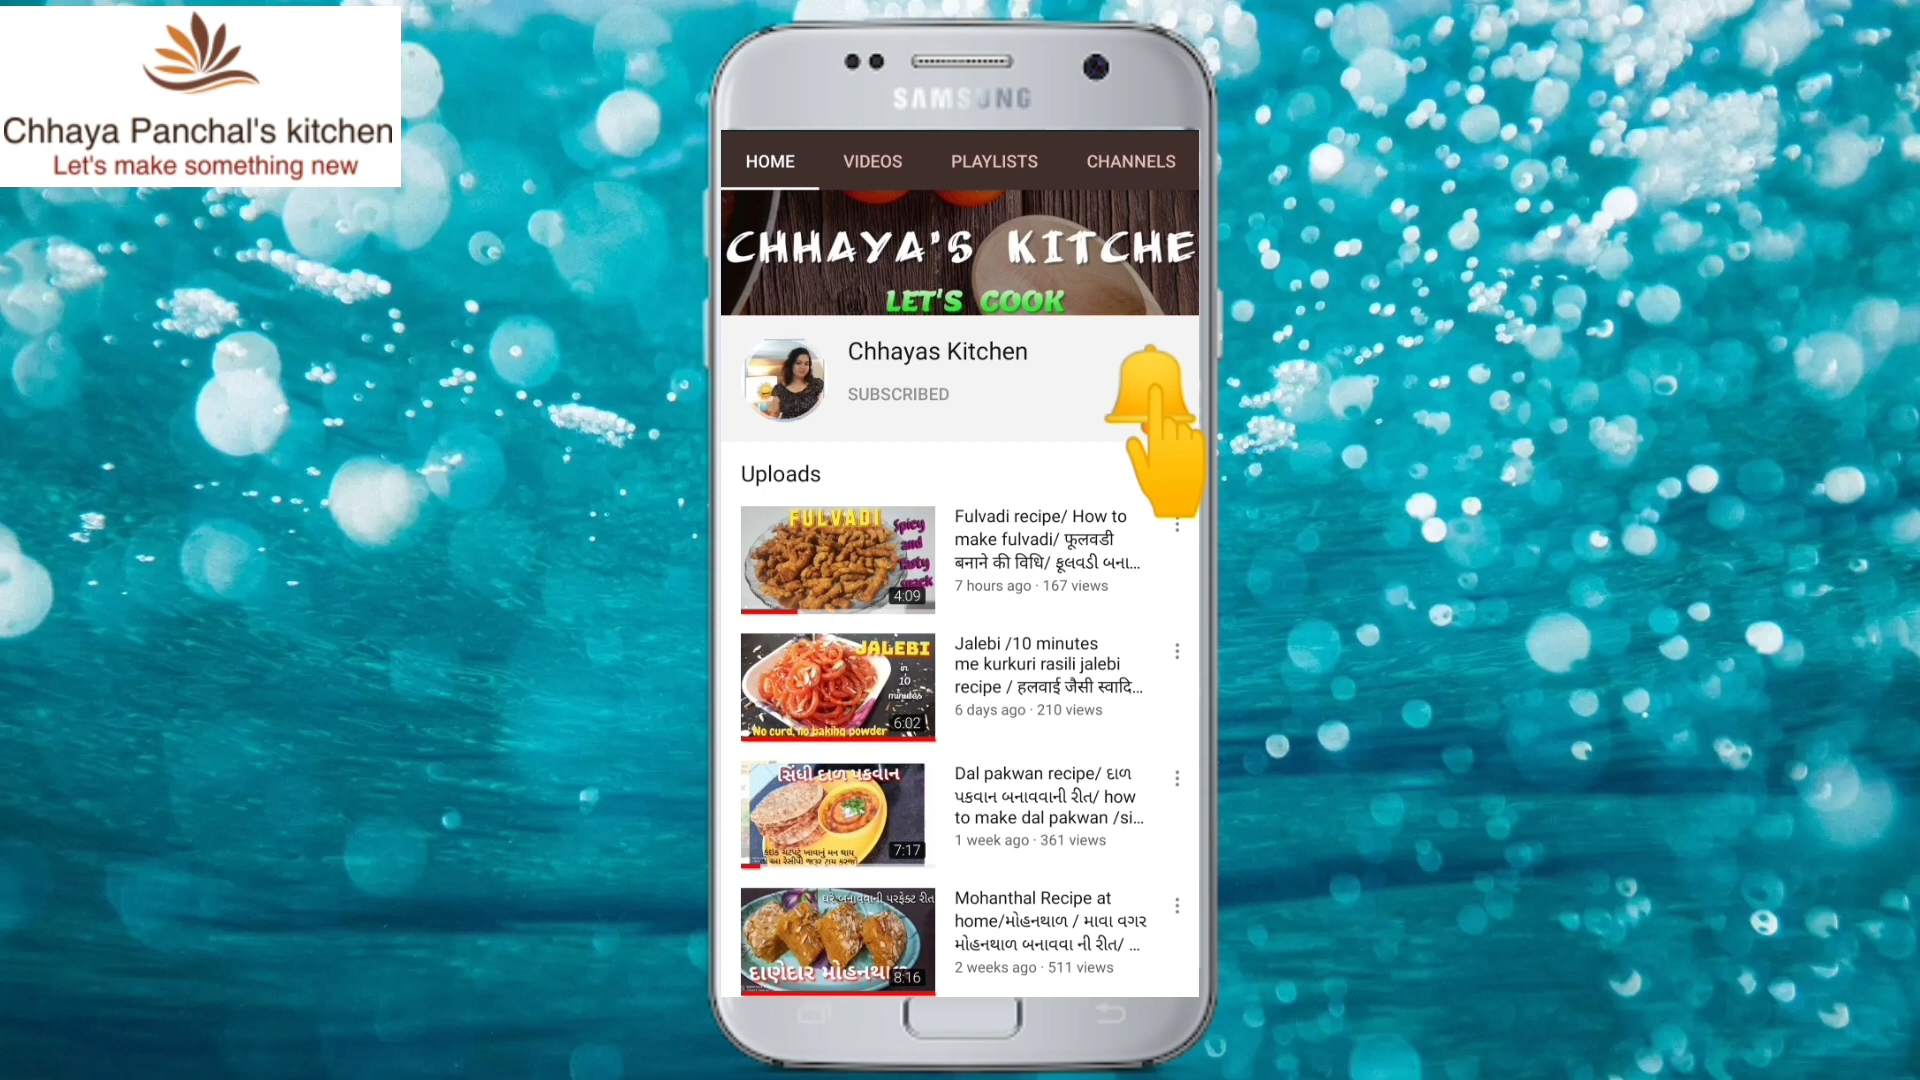 Chhaya Panchal's kitchen
Let's make something new
SAMSUNG
HOME VIDEOS PLAYLISTS CHANNELS
CHHAYA'S KITCHE
LET'S COOK
Chhayas Kitchen
SUBSCRIBED
Uploads
FULVADI
Spicy
and
Tasty
snack
4:09
Fulvadi recipe/ How to
make fulvadi/ फूलवडी
बनाने की विधि/ ફૂલવડી બના...
7 hours ago · 167 views
JALEBI
in
10
minutes
6:02
No curd, no baking powder
Jalebi /10 minutes
me kurkuri rasili jalebi
recipe / हलवाई जैसी स्वादि...
6 days ago · 210 views
સિંધી દાળ પકવાન
7:17
કંઇક ચટપટુ ખાવાનું મન થાય
આ રેસીપી જરૂર ટ્રાય કરજો
Dal pakwan recipe/ દાળ
પકવાન બનાવવાની રીત/ how
to make dal pakwan /si...
1 week ago · 361 views
ઘરે બનાવવાની પરફેક્ટ રીત
દાણેદાર મોહનથાળ
8:16
Mohanthal Recipe at
home/મોહનથાળ / માવા વગર
મોહનથાળ બનાવવા ની રીત/ ...
2 weeks ago · 511 views